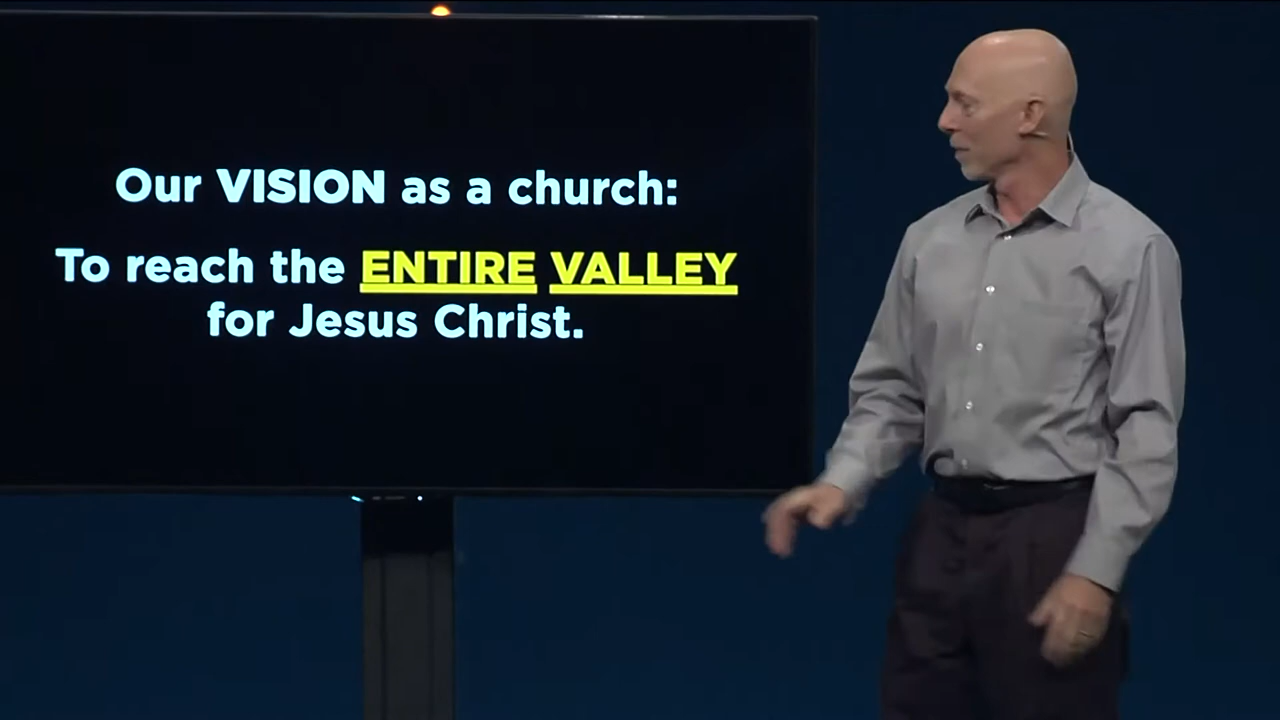 Our VISION as a church:
To reach the ENTIRE VALLEY
for Jesus Christ.